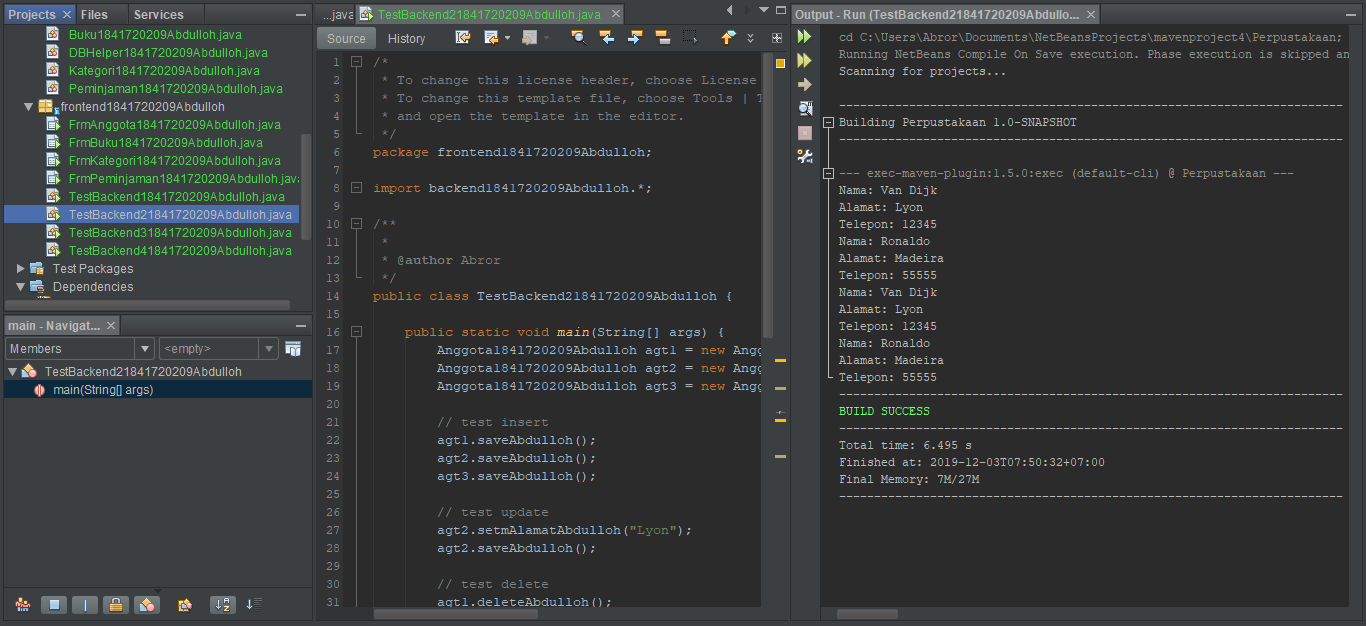 Projects
Files
Services
Buku1841720209Abdulloh.java
DBHelper1841720209Abdulloh.java
Kategori1841720209Abdulloh.java
Peminjaman1841720209Abdulloh.java
frontend1841720209Abdulloh
FrmAnggota1841720209Abdulloh.java
FrmBuku1841720209Abdulloh.java
FrmKategori1841720209Abdulloh.java
FrmPeminjaman1841720209Abdulloh.java
TestBackend1841720209Abdulloh.java
TestBackend21841720209Abdulloh.java
TestBackend31841720209Abdulloh.java
TestBackend41841720209Abdulloh.java
Test Packages
Dependencies
main - Navigat...
Members
<empty>
TestBackend21841720209Abdulloh
main(String[] args)
...java
TestBackend21841720209Abdulloh.java
Source
History
1 /*
2 * To change this license header, choose License
3 * To change this template file, choose Tools | T
4 * and open the template in the editor.
5 */
6 package frontend1841720209Abdulloh;
7
8 import backend1841720209Abdulloh.*;
9
10 /**
11 *
12 * @author Abror
13 */
14 public class TestBackend21841720209Abdulloh {
15
16 public static void main(String[] args) {
17 Anggota1841720209Abdulloh agt1 = new Angg
18 Anggota1841720209Abdulloh agt2 = new Angg
19 Anggota1841720209Abdulloh agt3 = new Angg
20
21 // test insert
22 agt1.saveAbdulloh();
23 agt2.saveAbdulloh();
24 agt3.saveAbdulloh();
25
26 // test update
27 agt2.setmAlamatAbdulloh("Lyon");
28 agt2.saveAbdulloh();
29
30 // test delete
31 agt1.deleteAbdulloh();
Output - Run (TestBackend21841720209Abdullo...
cd C:\Users\Abror\Documents\NetBeansProjects\mavenproject4\Perpustakaan;
Running NetBeans Compile On Save execution. Phase execution is skipped an
Scanning for projects...
------------------------------------------------------------------------
Building Perpustakaan 1.0-SNAPSHOT
------------------------------------------------------------------------
--- exec-maven-plugin:1.5.0:exec (default-cli) @ Perpustakaan ---
Nama: Van Dijk
Alamat: Lyon
Telepon: 12345
Nama: Ronaldo
Alamat: Madeira
Telepon: 55555
Nama: Van Dijk
Alamat: Lyon
Telepon: 12345
Nama: Ronaldo
Alamat: Madeira
Telepon: 55555
------------------------------------------------------------------------
BUILD SUCCESS
------------------------------------------------------------------------
Total time: 6.495 s
Finished at: 2019-12-03T07:50:32+07:00
Final Memory: 7M/27M
------------------------------------------------------------------------